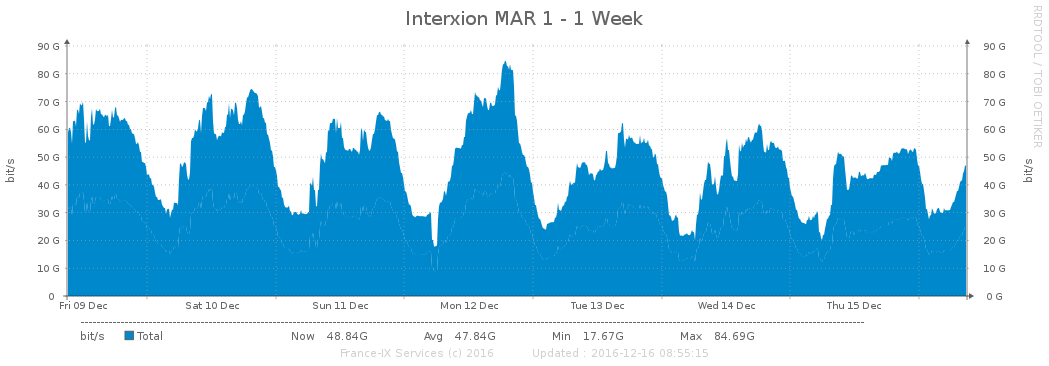 Interxion MAR 1 - 1 Week
RRDTOOL / TOBI OETIKER
90 G 90 G
80 G 80 G
70 G 70 G
60 G 60 G
50 G 50 G
40 G 40 G
30 G 30 G
20 G 20 G
10 G 10 G
0 0 G
bit/s bit/s
Fri 09 Dec Sat 10 Dec Sun 11 Dec Mon 12 Dec Tue 13 Dec Wed 14 Dec Thu 15 Dec
bit/s Total Now 48.84G Avg 47.84G Min 17.67G Max 84.69G
France-IX Services (c) 2016 Updated : 2016-12-16 08:55:15